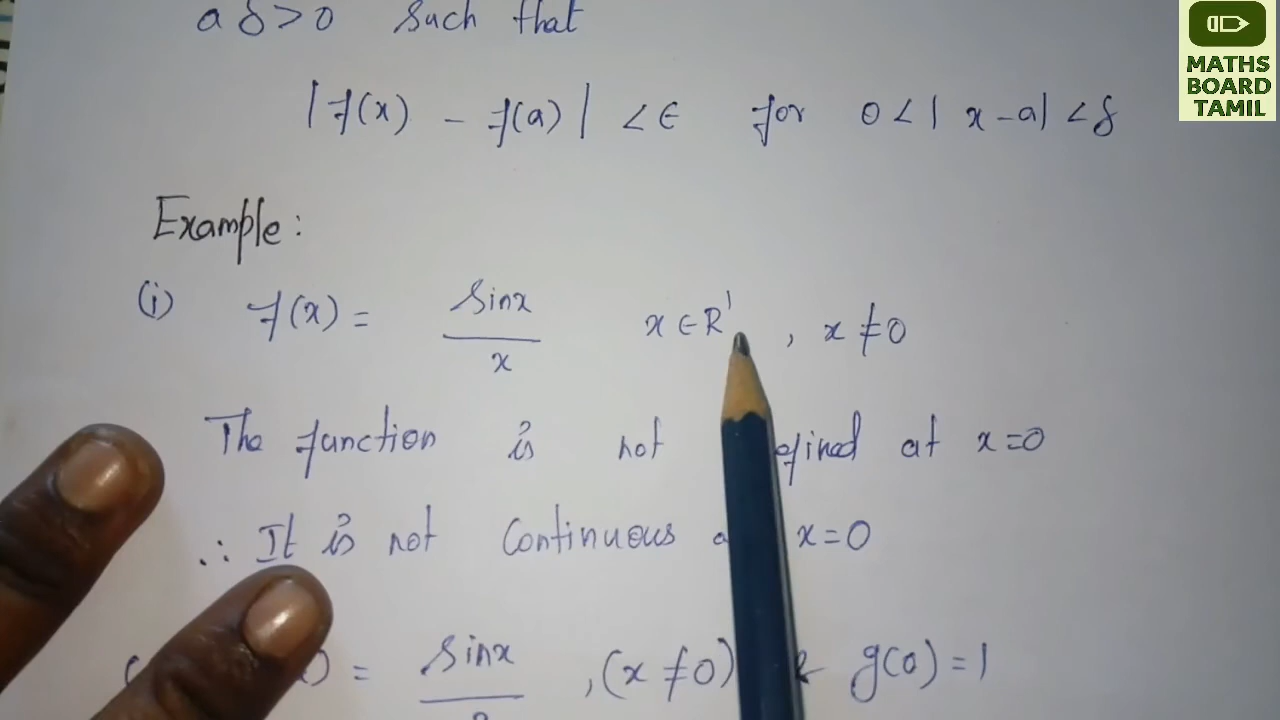 a δ>0 such that
|f(x) - f(a)| <∈ for 0<|x-a|<δ
MATHS
BOARD
TAMIL
Example:
(i) f(x) = sinx/x x∈R¹, x≠0
The function is not at x=0
∴ It is not Continuous x=0
= sinx/ ,(x≠0) g(0)=1